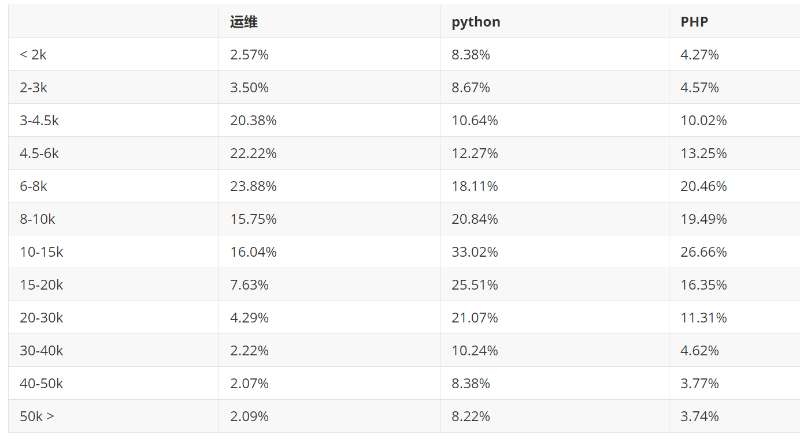 运维 python PHP
< 2k 2.57% 8.38% 4.27%
2-3k 3.50% 8.67% 4.57%
3-4.5k 20.38% 10.64% 10.02%
4.5-6k 22.22% 12.27% 13.25%
6-8k 23.88% 18.11% 20.46%
8-10k 15.75% 20.84% 19.49%
10-15k 16.04% 33.02% 26.66%
15-20k 7.63% 25.51% 16.35%
20-30k 4.29% 21.07% 11.31%
30-40k 2.22% 10.24% 4.62%
40-50k 2.07% 8.38% 3.77%
50k > 2.09% 8.22% 3.74%